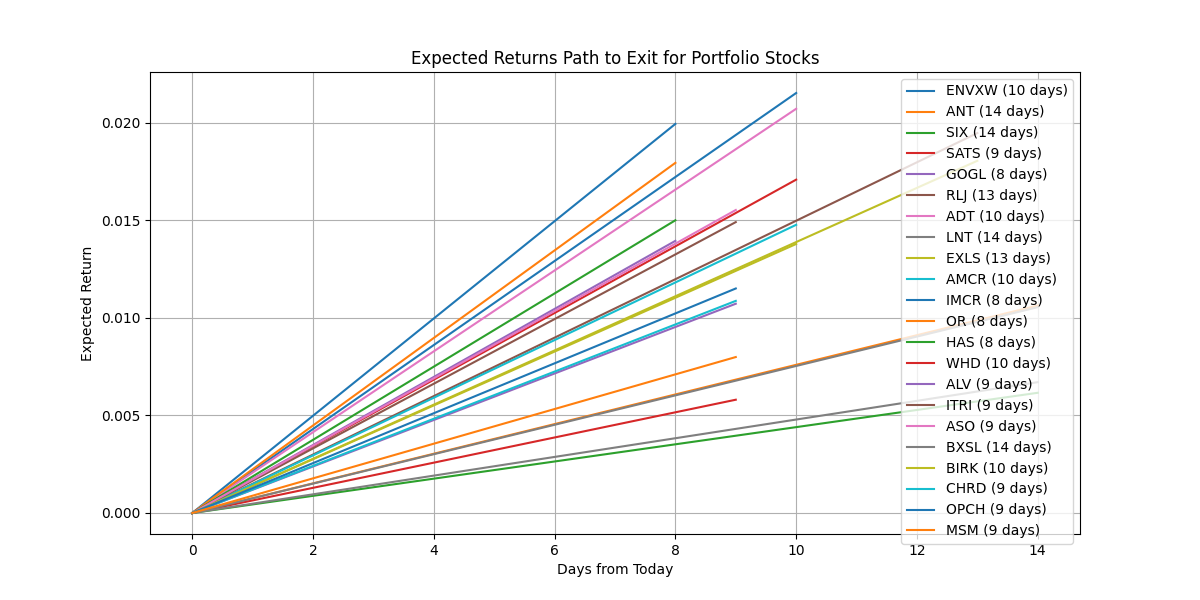 Expected Returns Path to Exit for Portfolio Stocks
Expected Return
0.020
0.015
0.010
0.005
0.000
ENVXW (10 days)
ANT (14 days)
SIX (14 days)
SATS (9 days)
GOGL (8 days)
RLJ (13 days)
ADT (10 days)
LNT (14 days)
EXLS (13 days)
AMCR (10 days)
IMCR (8 days)
OR (8 days)
HAS (8 days)
WHD (10 days)
ALV (9 days)
ITRI (9 days)
ASO (9 days)
BXSL (14 days)
BIRK (10 days)
CHRD (9 days)
OPCH (9 days)
MSM (9 days)
0 2 4 6 8 10 12 14
Days from Today